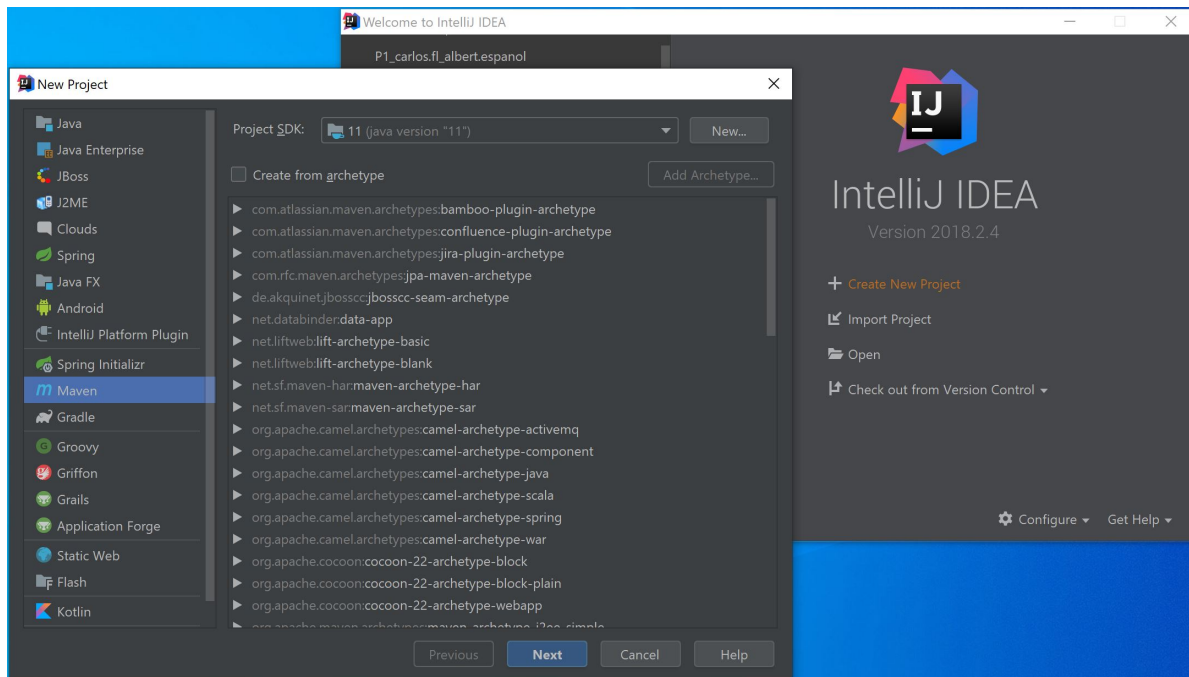 Welcome to IntelliJ IDEA
P1_carlos.fl_albert.espanol
New Project
Java
Java Enterprise
JBoss
J2ME
Clouds
Spring
Java FX
Android
IntelliJ Platform Plugin
Spring Initializr
Maven
Gradle
Groovy
Griffon
Grails
Application Forge
Static Web
Flash
Kotlin
Project SDK: 11 (java version "11") New...
Create from archetype Add Archetype...
com.atlassian.maven.archetypes:bamboo-plugin-archetype
com.atlassian.maven.archetypes:confluence-plugin-archetype
com.atlassian.maven.archetypes:jira-plugin-archetype
com.rfc.maven.archetypes:jpa-maven-archetype
de.akquinet.jbosscc:jbosscc-seam-archetype
net.databinder:data-app
net.liftweb:lift-archetype-basic
net.liftweb:lift-archetype-blank
net.sf.maven-har:maven-archetype-har
net.sf.maven-sar:maven-archetype-sar
org.apache.camel.archetypes:camel-archetype-activemq
org.apache.camel.archetypes:camel-archetype-component
org.apache.camel.archetypes:camel-archetype-java
org.apache.camel.archetypes:camel-archetype-scala
org.apache.camel.archetypes:camel-archetype-spring
org.apache.camel.archetypes:camel-archetype-war
org.apache.cocoon:cocoon-22-archetype-block
org.apache.cocoon:cocoon-22-archetype-block-plain
org.apache.cocoon:cocoon-22-archetype-webapp
org.apache.maven.archetypes:maven-archetype-j2ee-simple
Previous Next Cancel Help
IJ
IntelliJ IDEA
Version 2018.2.4
Create New Project
Import Project
Open
Check out from Version Control
Configure Get Help